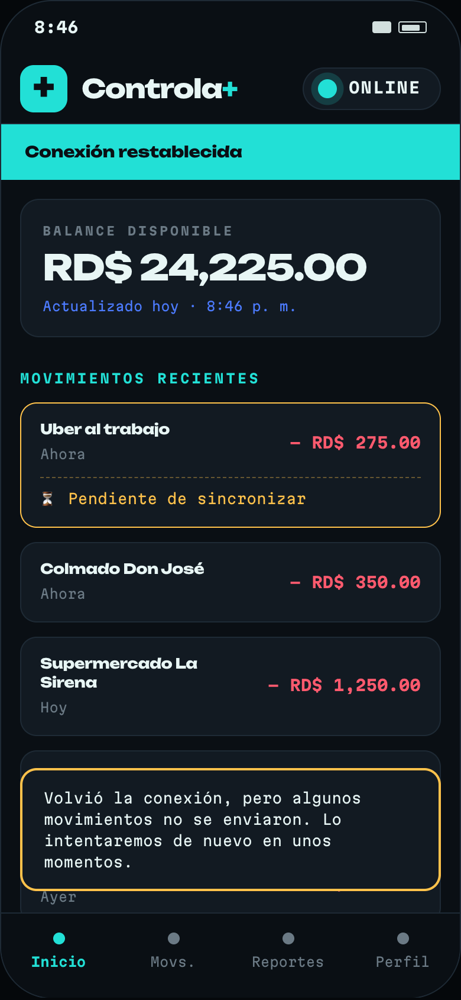 8:46
Controla+
ONLINE
Conexión restablecida
BALANCE DISPONIBLE
RD$ 24,225.00
Actualizado hoy · 8:46 p. m.
MOVIMIENTOS RECIENTES
Uber al trabajo
Ahora
– RD$ 275.00
⌛ Pendiente de sincronizar
Colmado Don José
Ahora
– RD$ 350.00
Supermercado La
Sirena
Hoy
– RD$ 1,250.00
Volvió la conexión, pero algunos
movimientos no se enviaron. Lo
intentaremos de nuevo en unos
momentos.
Ayer
Inicio
Movs.
Reportes
Perfil